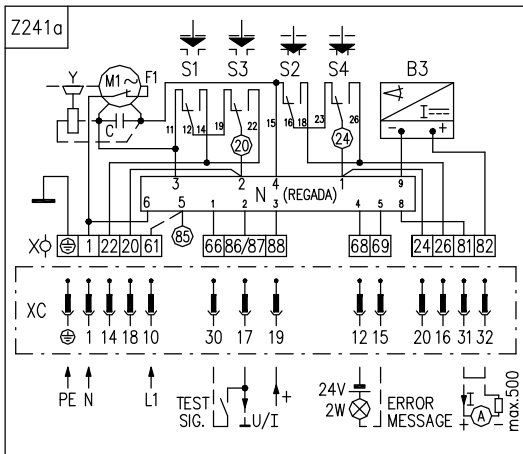 Z241a
S1 S3 S2 S4 B3
Y M1~ F1
C
I
- +
11 12 14 19 22 15 16 18 23 26
20 24
3 2 4 1 9
N (REGADA)
6 5 1 2 3 4 5 8
85
X 1 22 20 61 66 86/87 88 68 69 24 26 81 82
XC
1 14 18 10 30 17 19 12 15 20 16 31 32
PE N L1
TEST
SIG.
U/I
+
24V
2W
ERROR
MESSAGE
I
A
+ -
max.500